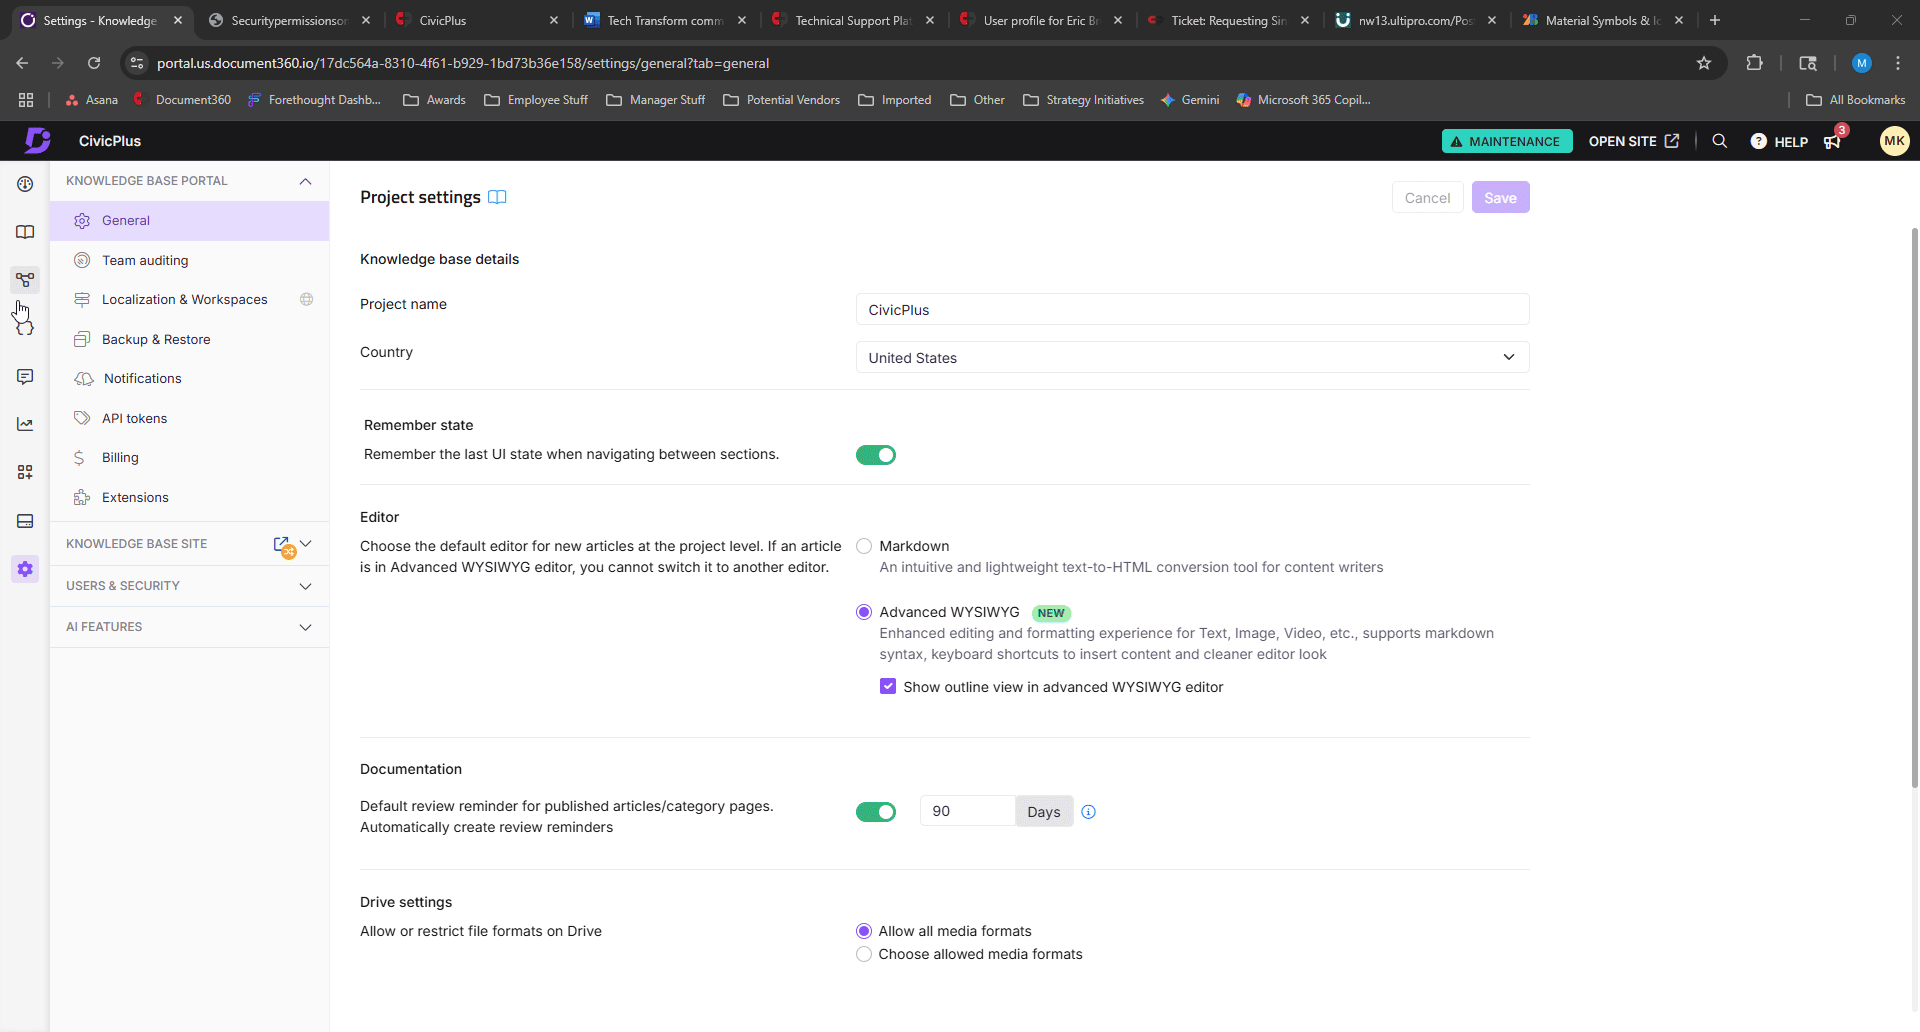 Settings - Knowledge
Securitypermissionson
CivicPlus
Tech Transform comm
Technical Support Plat
User profile for Eric Br
Ticket: Requesting Sin
nw13.ultipro.com/Pos
Material Symbols & Ic
portal.us.document360.io/17dc564a-8310-4f61-b929-1bd73b36e158/settings/general?tab=general
M
Asana
Document360
Forethought Dashb...
Awards
Employee Stuff
Manager Stuff
Potential Vendors
Imported
Other
Strategy Initiatives
Gemini
Microsoft 365 Copil...
All Bookmarks
CivicPlus
MAINTENANCE
OPEN SITE
HELP
3
MK
KNOWLEDGE BASE PORTAL
General
Team auditing
Localization & Workspaces
Backup & Restore
Notifications
API tokens
Billing
Extensions
KNOWLEDGE BASE SITE
USERS & SECURITY
AI FEATURES
Project settings
Cancel
Save
Knowledge base details
Project name
CivicPlus
Country
United States
Remember state
Remember the last UI state when navigating between sections.
Editor
Choose the default editor for new articles at the project level. If an article
is in Advanced WYSIWYG editor, you cannot switch it to another editor.
Markdown
An intuitive and lightweight text-to-HTML conversion tool for content writers
Advanced WYSIWYG NEW
Enhanced editing and formatting experience for Text, Image, Video, etc., supports markdown
syntax, keyboard shortcuts to insert content and cleaner editor look
Show outline view in advanced WYSIWYG editor
Documentation
Default review reminder for published articles/category pages.
Automatically create review reminders
90 Days
Drive settings
Allow or restrict file formats on Drive
Allow all media formats
Choose allowed media formats